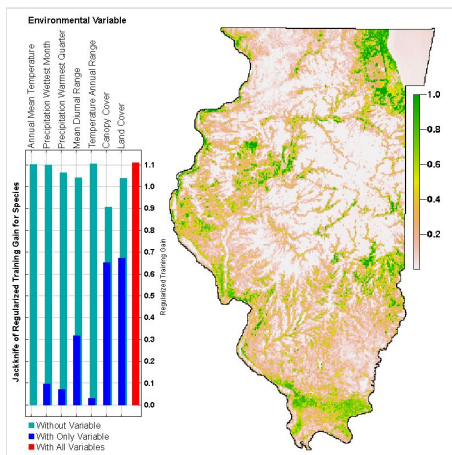 Environmental Variable
Annual Mean Temperature
Precipitation Wettest Month
Precipitation Warmest Quarter
Mean Diurnal Range
Temperature Annual Range
Canopy Cover
Land Cover
Jackknife of Regularized Training Gain for Species
1.1
1.0
0.9
0.8
0.7
0.6
0.5
0.4
0.3
0.2
0.1
0.0
Regularized Training Gain
Without Variable
With Only Variable
With All Variables
1.0
0.8
0.6
0.4
0.2